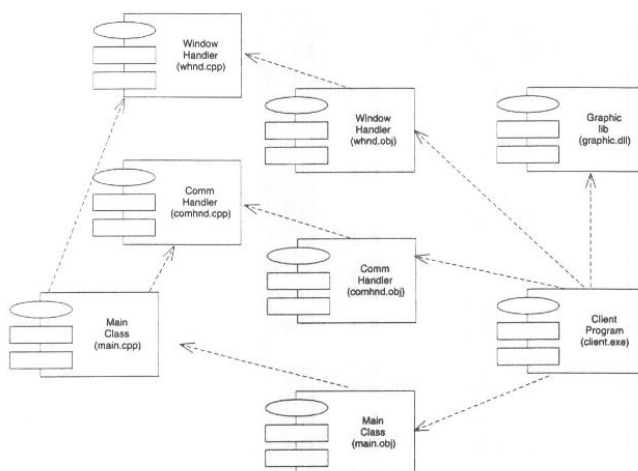 Window
Handler
(whnd.cpp)
Window
Handler
(whnd.obj)
Graphic
lib
(graphic.dll)
Comm
Handler
(comhnd.cpp)
Comm
Handler
(comhnd.obj)
Main
Class
(main.cpp)
Client
Program
(client.exe)
Main
Class
(main.obj)